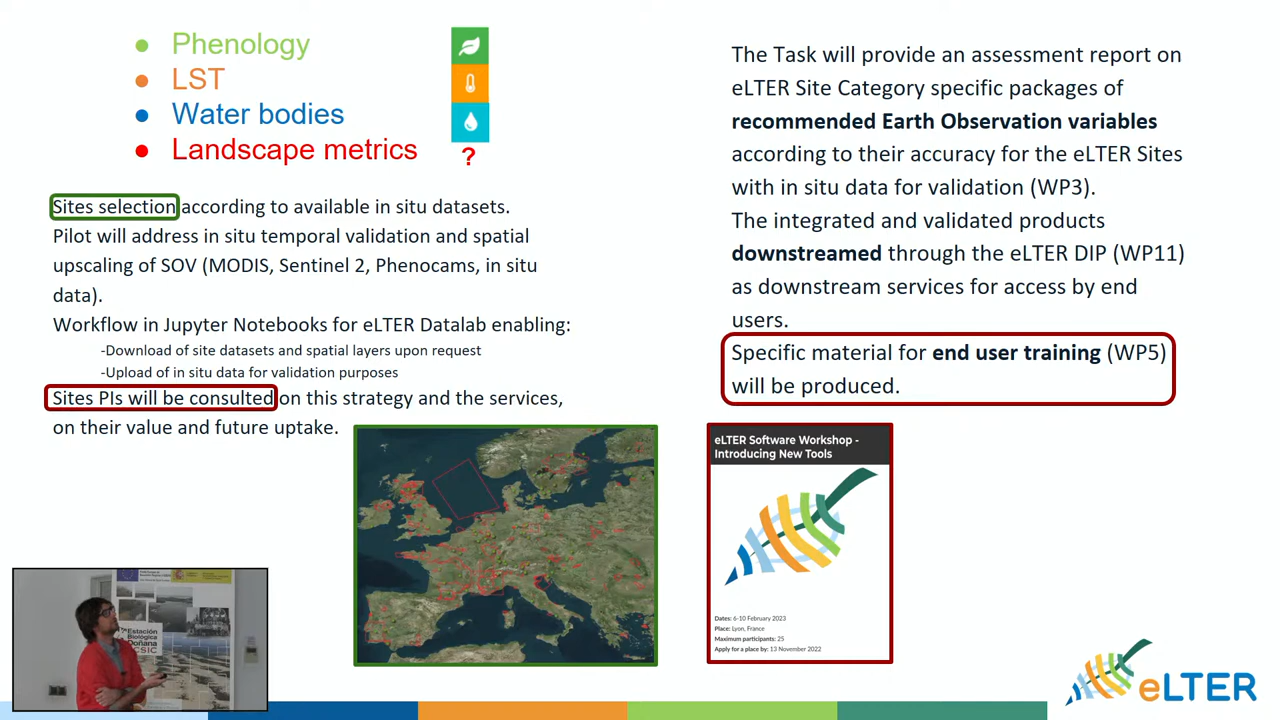 Phenology
LST
Water bodies
Landscape metrics
?
Sites selection according to available in situ datasets.
Pilot will address in situ temporal validation and spatial
upscaling of SOV (MODIS, Sentinel 2, Phenocams, in situ
data).
Workflow in Jupyter Notebooks for eLTER Datalab enabling:
-Download of site datasets and spatial layers upon request
-Upload of in situ data for validation purposes
Sites PIs will be consulted on this strategy and the services,
on their value and future uptake.
The Task will provide an assessment report on
eLTER Site Category specific packages of
recommended Earth Observation variables
according to their accuracy for the eLTER Sites
with in situ data for validation (WP3).
The integrated and validated products
downstreamed through the eLTER DIP (WP11)
as downstream services for access by end
users.
Specific material for end user training (WP5)
will be produced.
eLTER Software Workshop -
Introducing New Tools
Dates: 6-10 February 2023
Place: Lyon, France
Maximum participants: 25
Apply for a place by: 13 November 2022
Estación
Biológica
Doñana
CSIC
eLTER